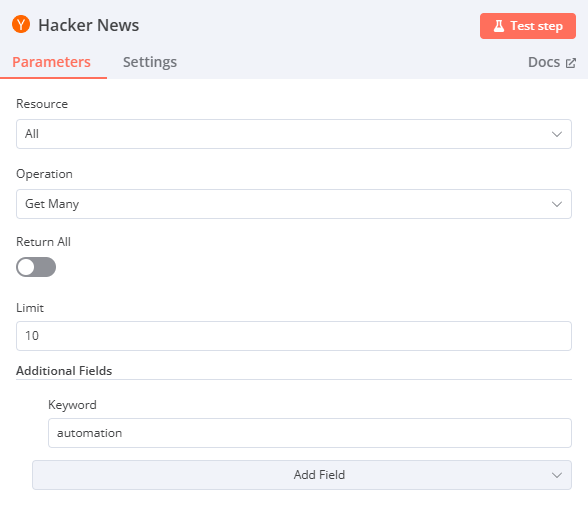 Hacker News
Test step
Parameters Settings Docs
Resource
All
Operation
Get Many
Return All
Limit
10
Additional Fields
Keyword
automation
Add Field